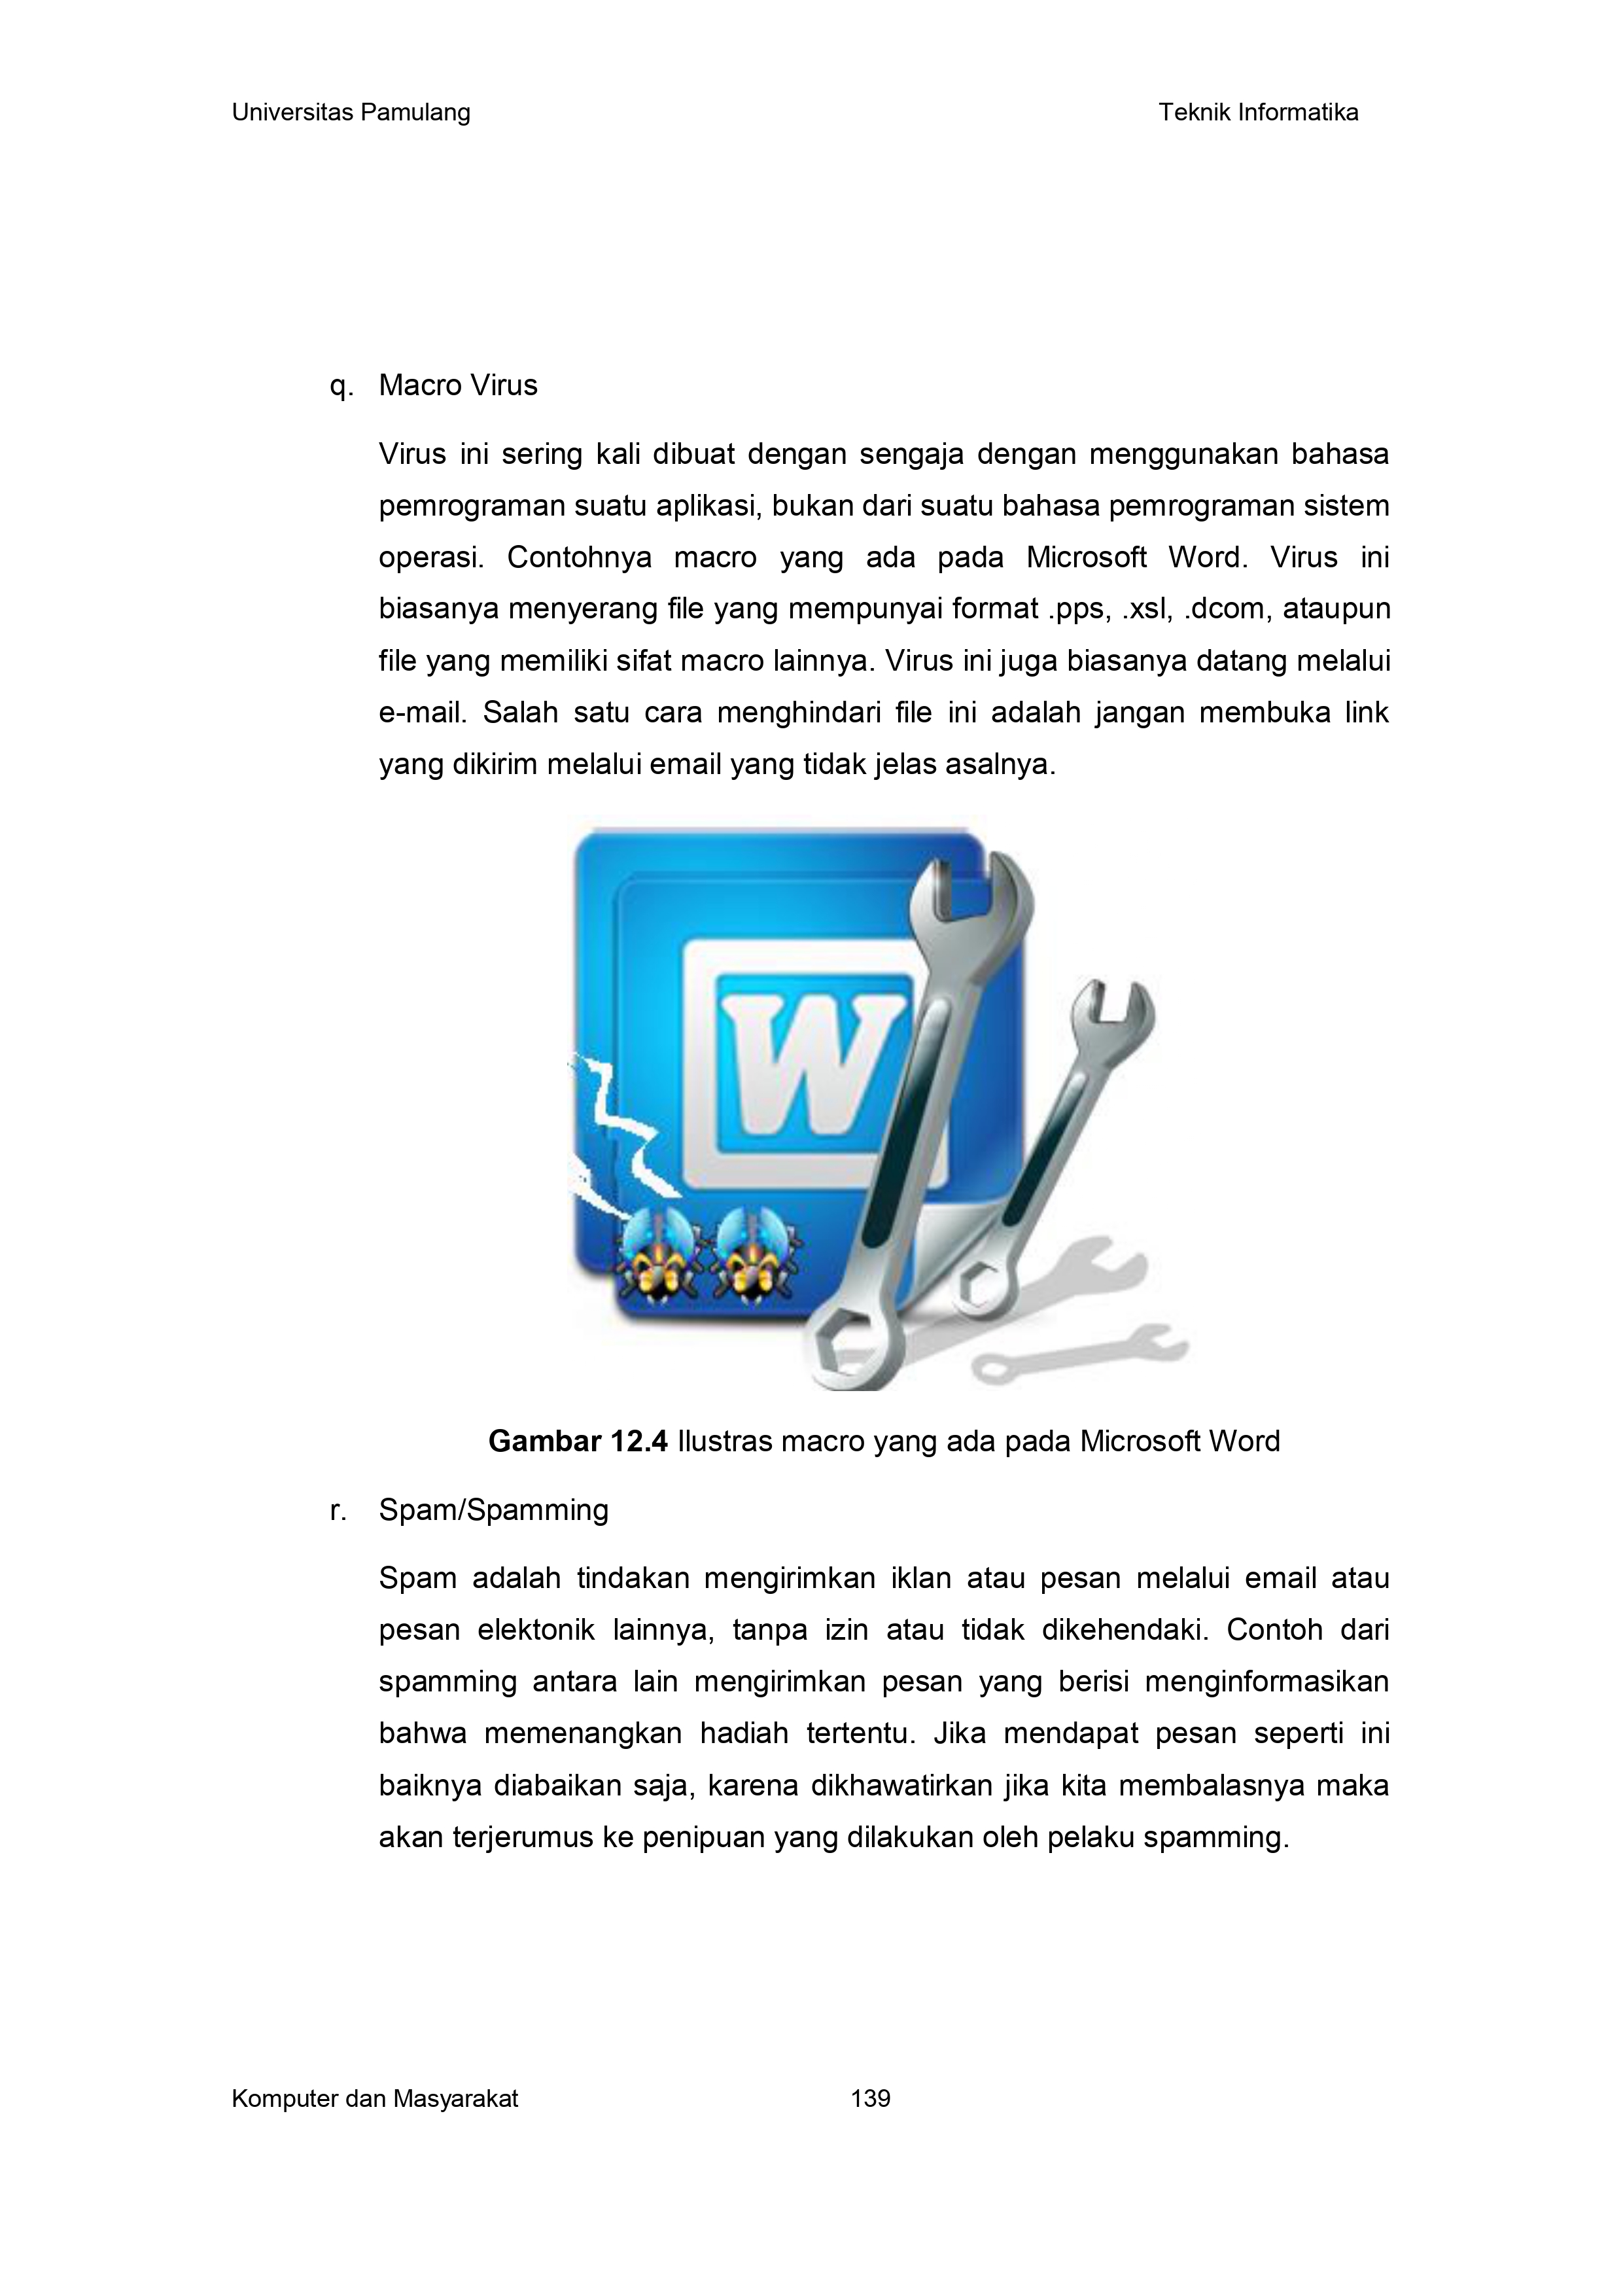 Universitas Pamulang Teknik Informatika
q. Macro Virus
Virus ini sering kali dibuat dengan sengaja dengan menggunakan bahasa
pemrograman suatu aplikasi, bukan dari suatu bahasa pemrograman sistem
operasi. Contohnya macro yang ada pada Microsoft Word. Virus ini
biasanya menyerang file yang mempunyai format .pps, .xsl, .dcom, ataupun
file yang memiliki sifat macro lainnya. Virus ini juga biasanya datang melalui
e-mail. Salah satu cara menghindari file ini adalah jangan membuka link
yang dikirim melalui email yang tidak jelas asalnya.
W
Gambar 12.4 Ilustras macro yang ada pada Microsoft Word
r. Spam/Spamming
Spam adalah tindakan mengirimkan iklan atau pesan melalui email atau
pesan elektonik lainnya, tanpa izin atau tidak dikehendaki. Contoh dari
spamming antara lain mengirimkan pesan yang berisi menginformasikan
bahwa memenangkan hadiah tertentu. Jika mendapat pesan seperti ini
baiknya diabaikan saja, karena dikhawatirkan jika kita membalasnya maka
akan terjerumus ke penipuan yang dilakukan oleh pelaku spamming.
Komputer dan Masyarakat 139